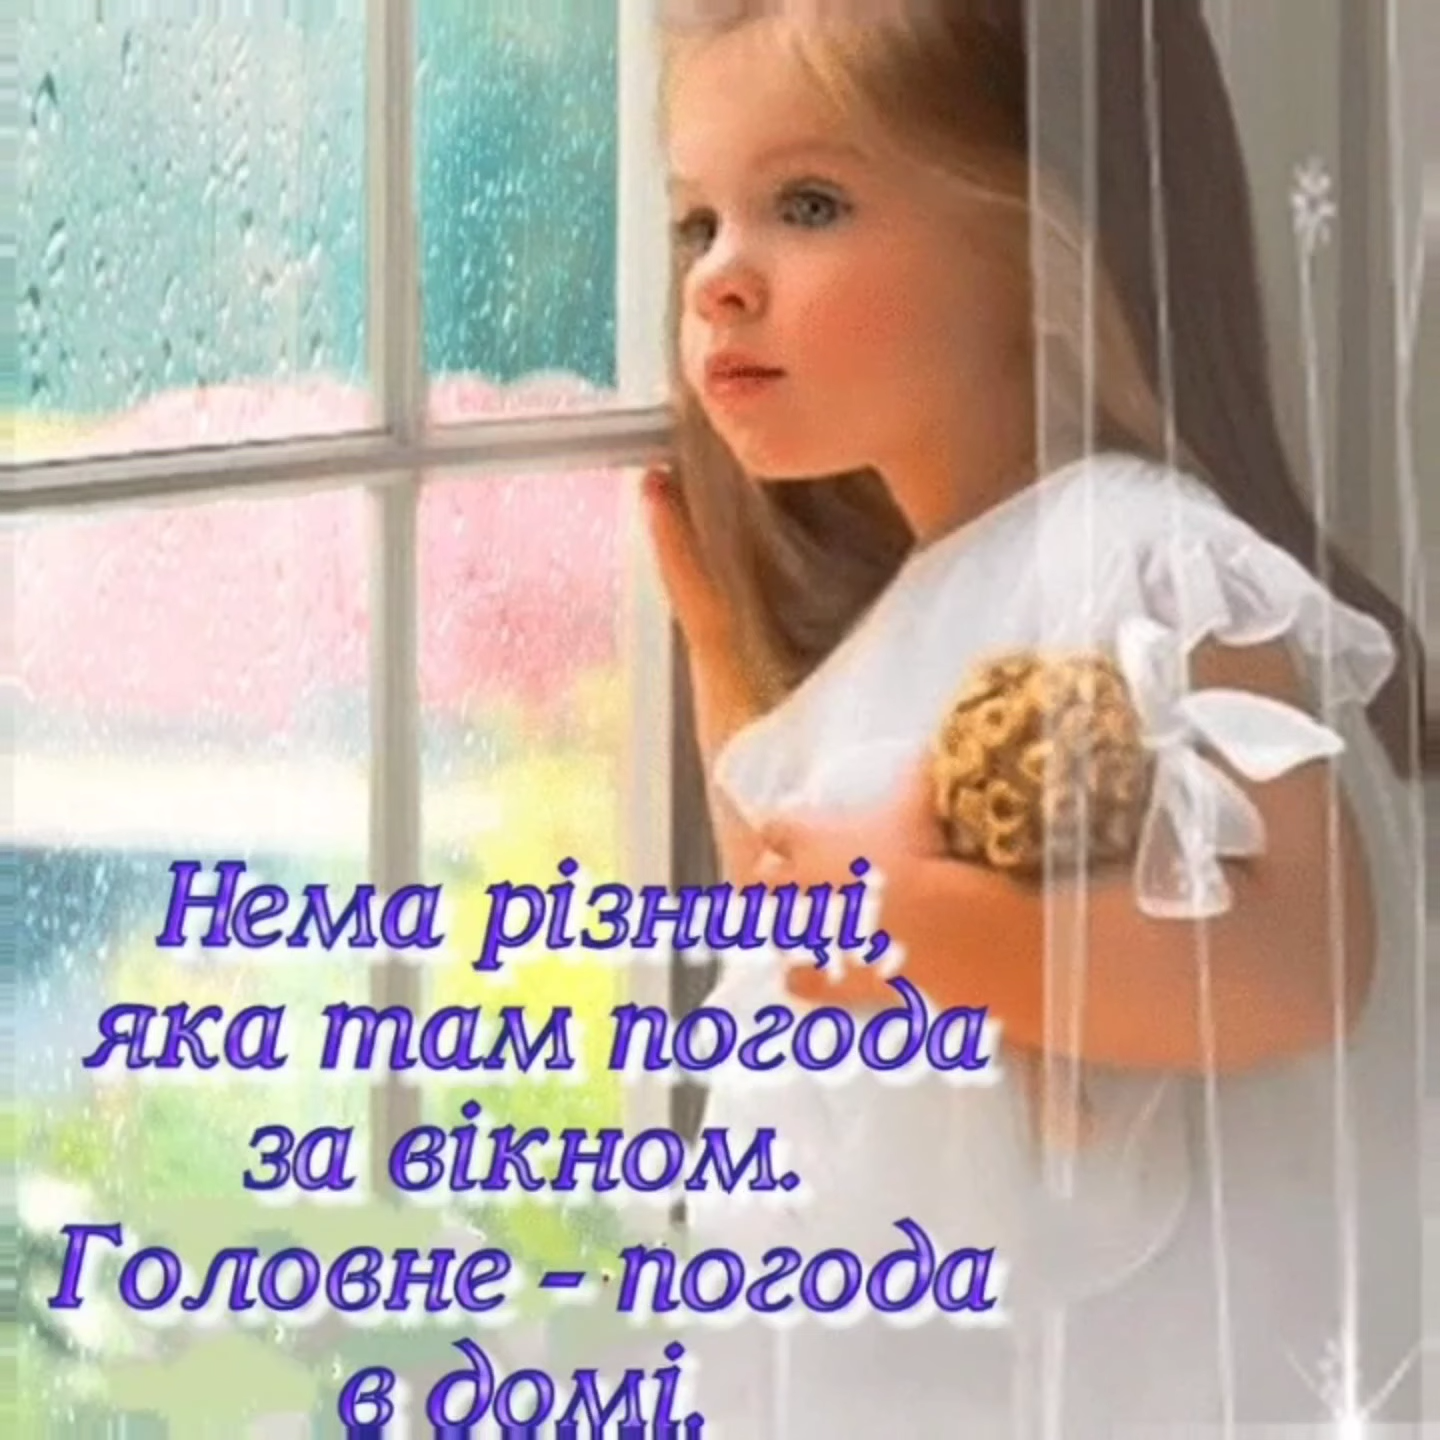 Нема різниці,
яка там погода
за вікном.
Головне - погода
в домі.